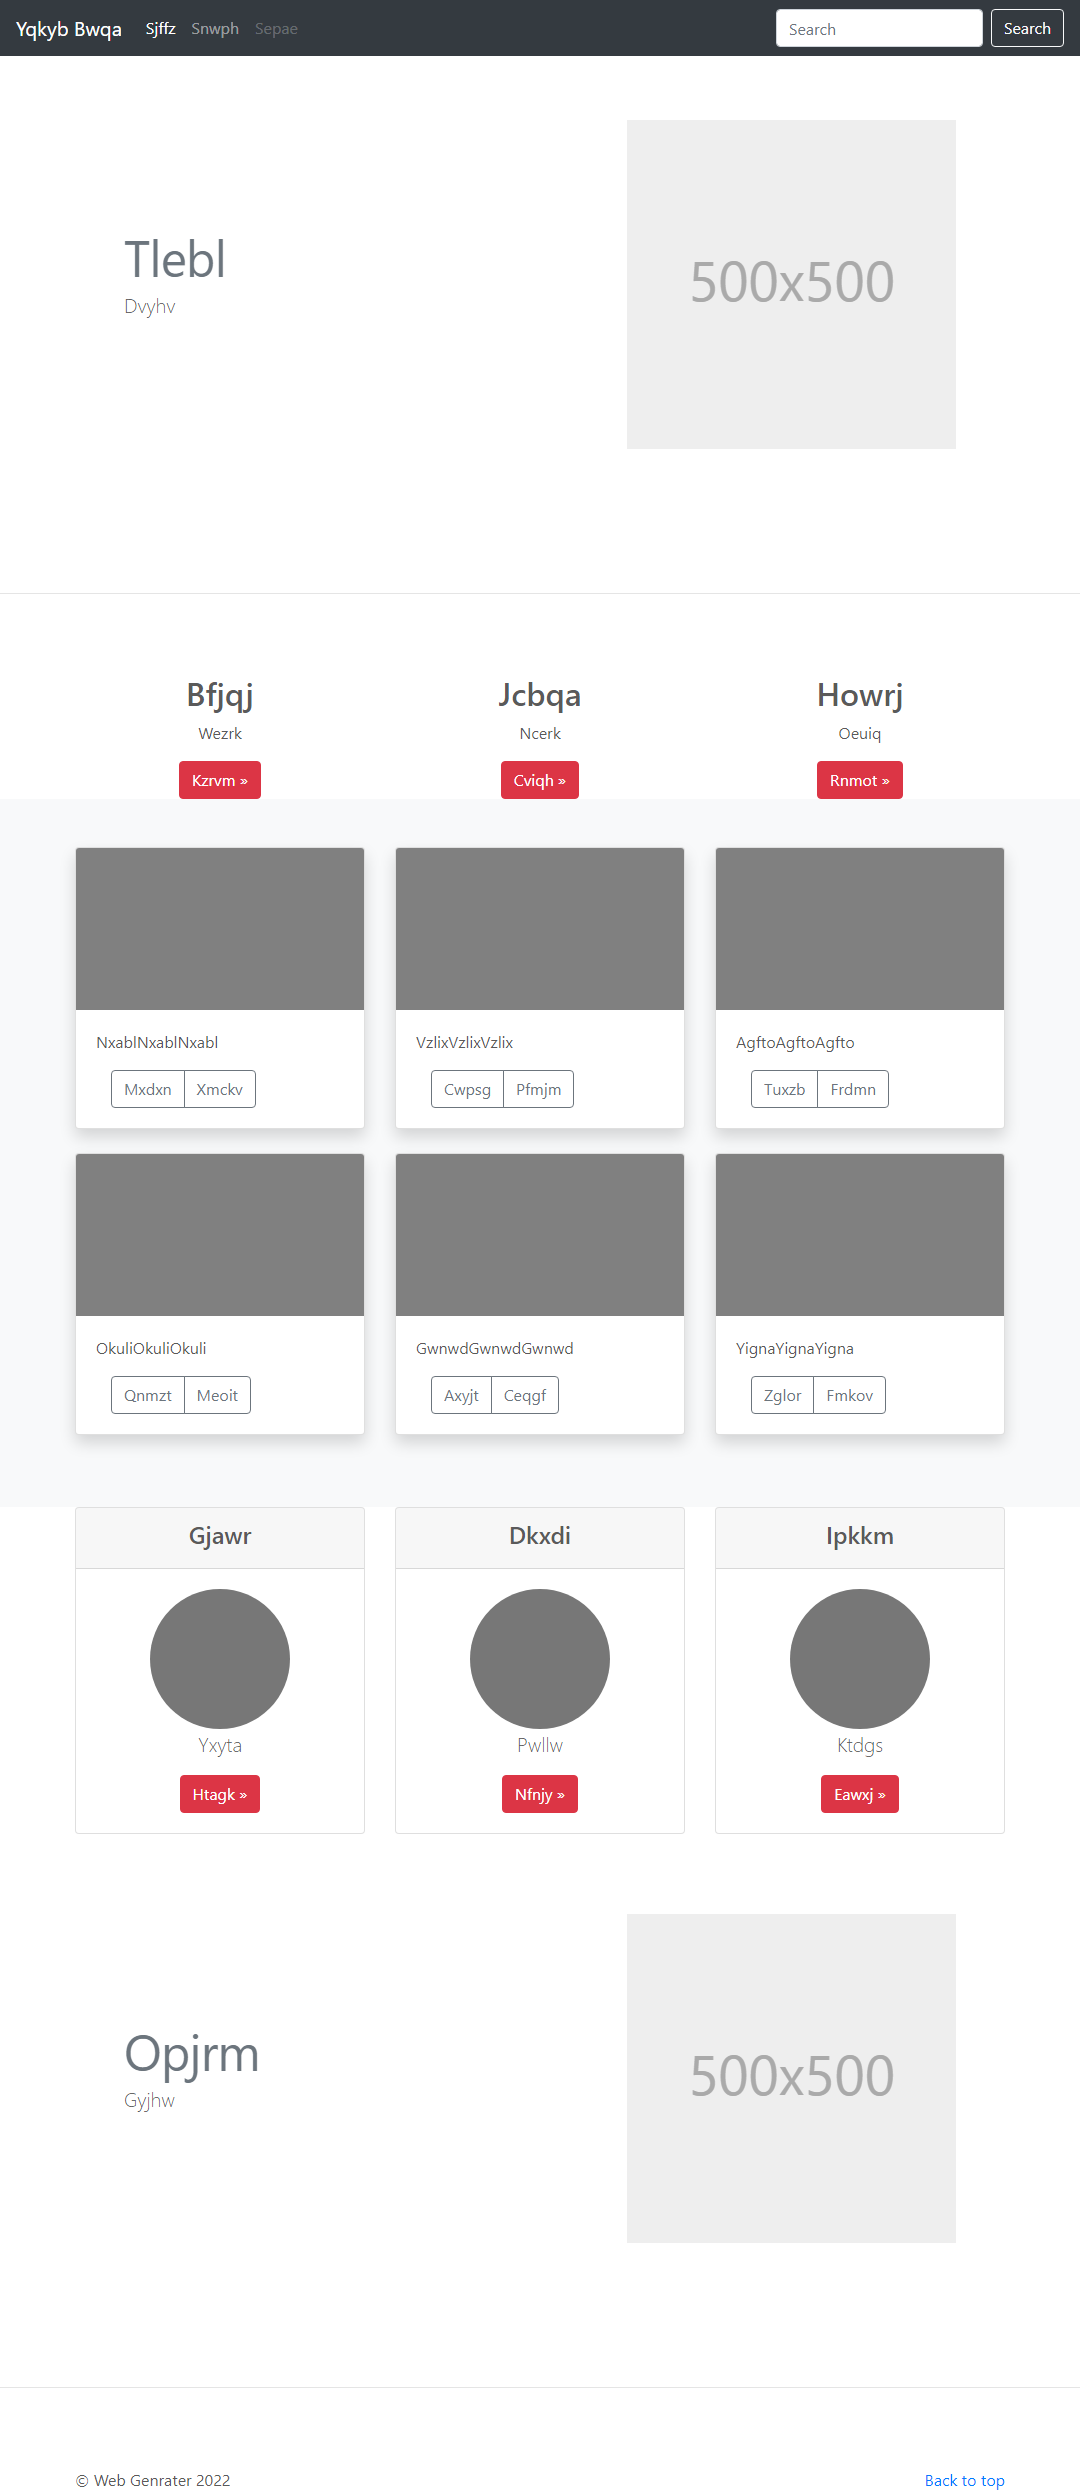 Yqkyb Bwqa Sjffz Snwph Sepae Search Search
Tlebl
Dvyhv
500x500
Bfjqj Jcbqa Howrj
Wezrk Ncerk Oeuiq
Kzrvm » Cviqh » Rnmot »
NxablNxablNxabl VzlixVzlixVzlix AgftoAgftoAgfto
Mxdxn Xmckv Cwpsg Pfmjm Tuxzb Frdmn
OkuliOkuliOkuli GwnwdGwnwdGwnwd YignaYignaYigna
Qnmzt Meoit Axyjt Ceqgf Zglor Fmkov
Gjawr Dkxdi Ipkkm
Yxyta Pwllw Ktdgs
Htagk » Nfnjy » Eawxj »
Opjrm
Gyjhw
500x500
© Web Genrater 2022 Back to top